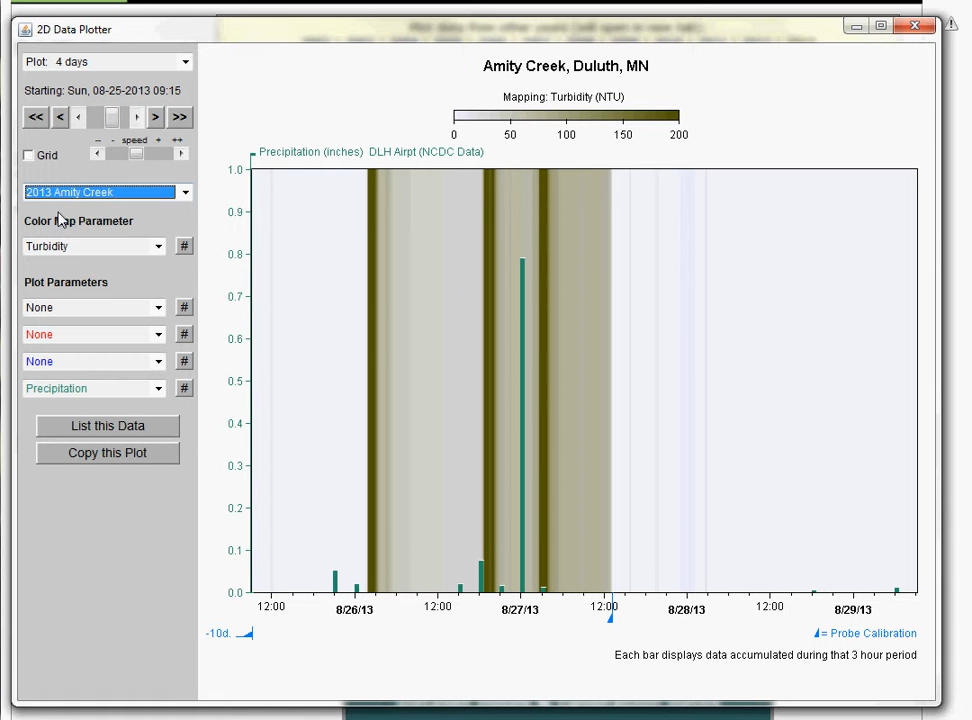 2D Data Plotter
Plot: 4 days
Starting: Sun, 08-25-2013 09:15
<< < > >>
-- - speed + ++
Grid
2013 Amity Creek
Color Map Parameter
Turbidity #
Plot Parameters
None #
None #
None #
Precipitation #
List this Data
Copy this Plot
Amity Creek, Duluth, MN
Mapping: Turbidity (NTU)
0 50 100 150 200
Precipitation (inches) DLH Airpt (NCDC Data)
1.0
0.9
0.8
0.7
0.6
0.5
0.4
0.3
0.2
0.1
0.0
12:00 8/26/13 12:00 8/27/13 12:00 8/28/13 12:00 8/29/13
-10d.
= Probe Calibration
Each bar displays data accumulated during that 3 hour period